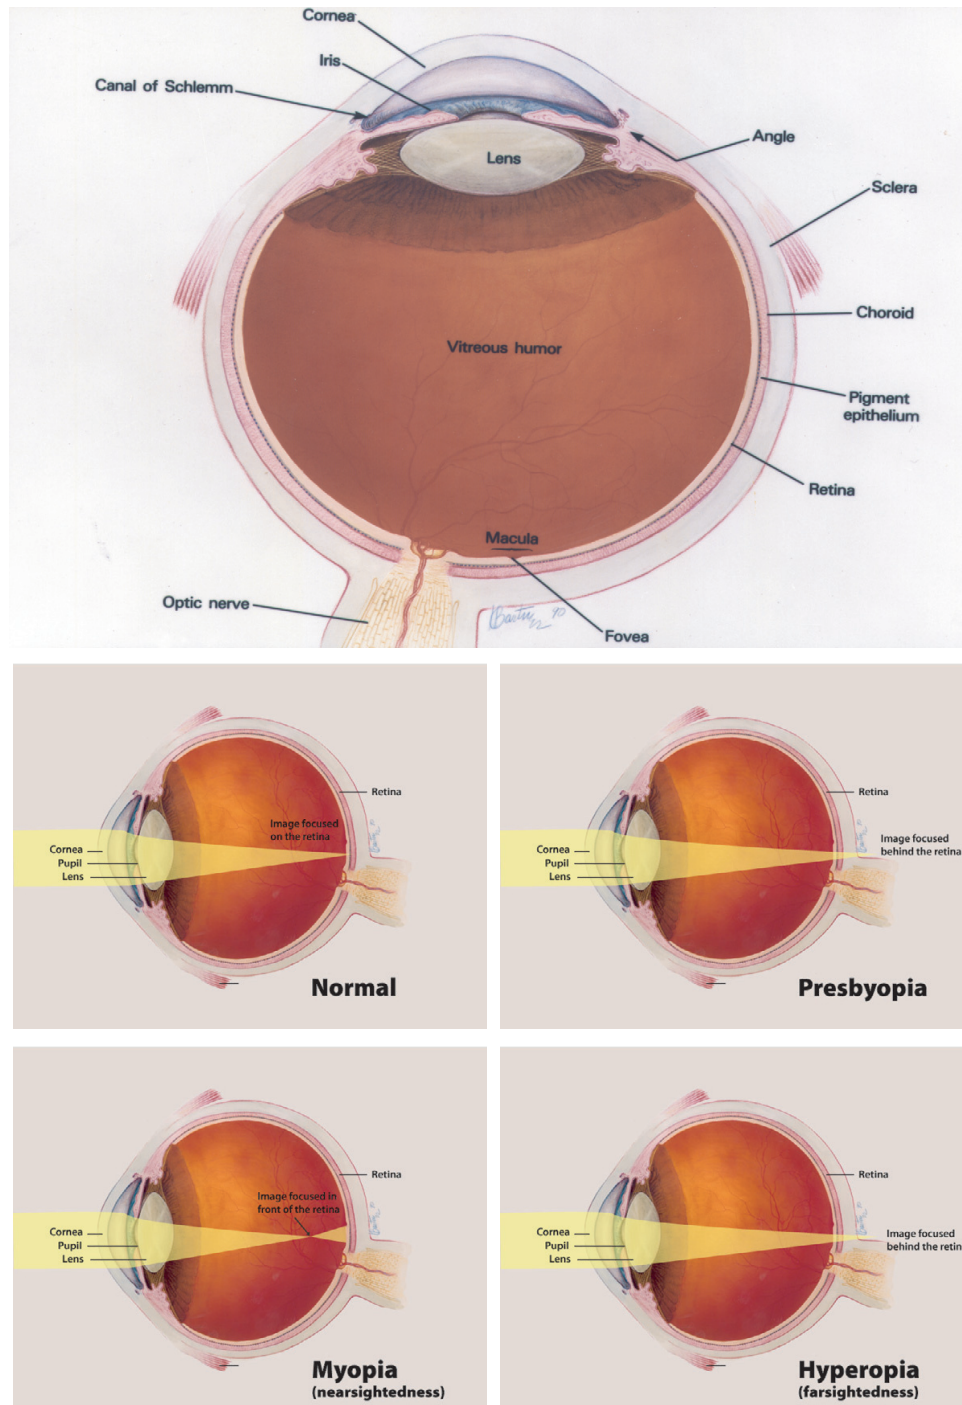 Cornea
Iris
Canal of Schlemm
Angle
Lens
Sclera
Choroid
Vitreous humor
Pigment
epithelium
Retina
Macula
Optic nerve
Fovea
Retina
Image focused
on the retina
Cornea
Pupil
Lens
Normal
Retina
Image focused
behind the retina
Cornea
Pupil
Lens
Presbyopia
Retina
Image focused in
front of the retina
Cornea
Pupil
Lens
Myopia
(nearsightedness)
Retina
Image focused
behind the retin
Cornea
Pupil
Lens
Hyperopia
(farsightedness)